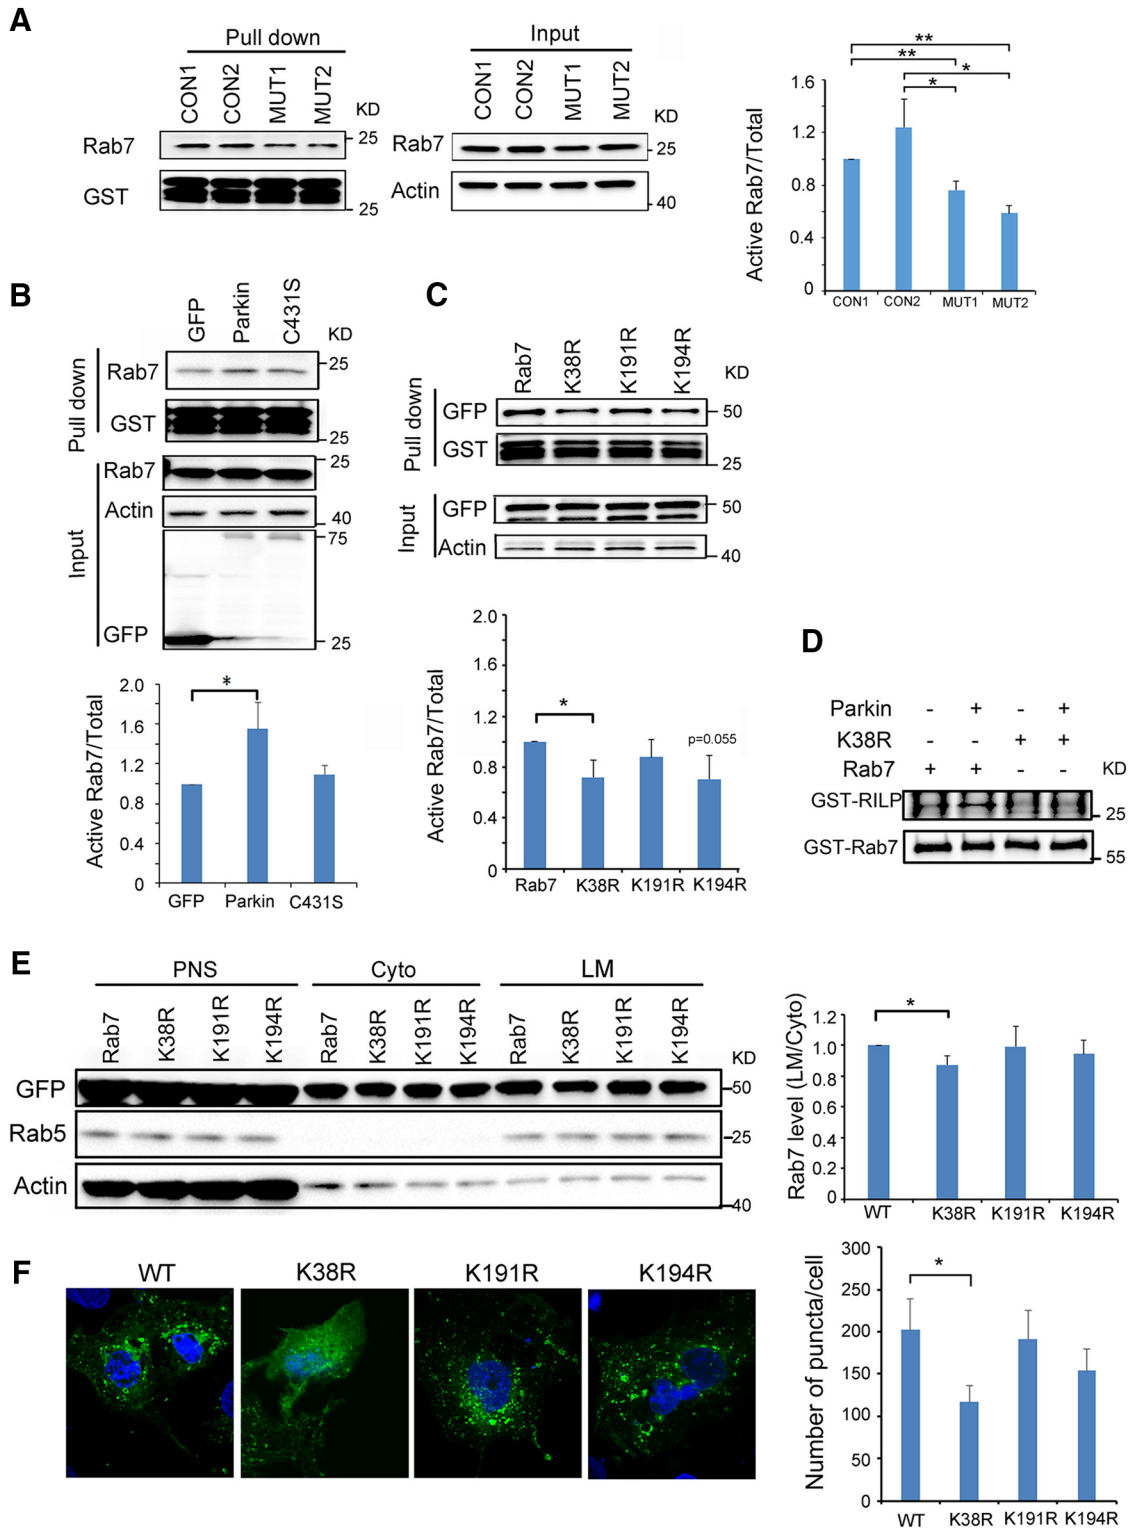 A
Pull down
CON1 CON2 MUT1 MUT2
KD
Rab7
25
GST
25
Input
CON1 CON2 MUT1 MUT2
KD
Rab7
25
Actin
40
Active Rab7/Total
** ** * *
1.6
1.2
0.8
0.4
0
CON1 CON2 MUT1 MUT2
B
GFP Parkin C431S
KD
Pull down
Rab7
25
GST
25
Input
Rab7
25
Actin
40
75
GFP
25
Active Rab7/Total
*
2.0
1.6
1.2
0.8
0.4
0
GFP Parkin C431S
C
Rab7 K38R K191R K194R
KD
Pull down
GFP
50
GST
25
Input
GFP
50
Actin
40
Active Rab7/Total
2.0
1.6
1.2
0.8
0.4
0
*
p=0.055
Rab7 K38R K191R K194R
D
Parkin - + - +
K38R - - + +
Rab7 + + - -
KD
GST-RILP
25
GST-Rab7
55
E
PNS Cyto LM
Rab7 K38R K191R K194R Rab7 K38R K191R K194R Rab7 K38R K191R K194R
KD
GFP
50
Rab5
25
Actin
40
Rab7 level (LM/Cyto)
*
1.2
1.0
0.8
0.6
0.4
0.2
0
WT K38R K191R K194R
F
WT K38R K191R K194R
Number of puncta/cell
*
300
250
200
150
100
50
0
WT K38R K191R K194R